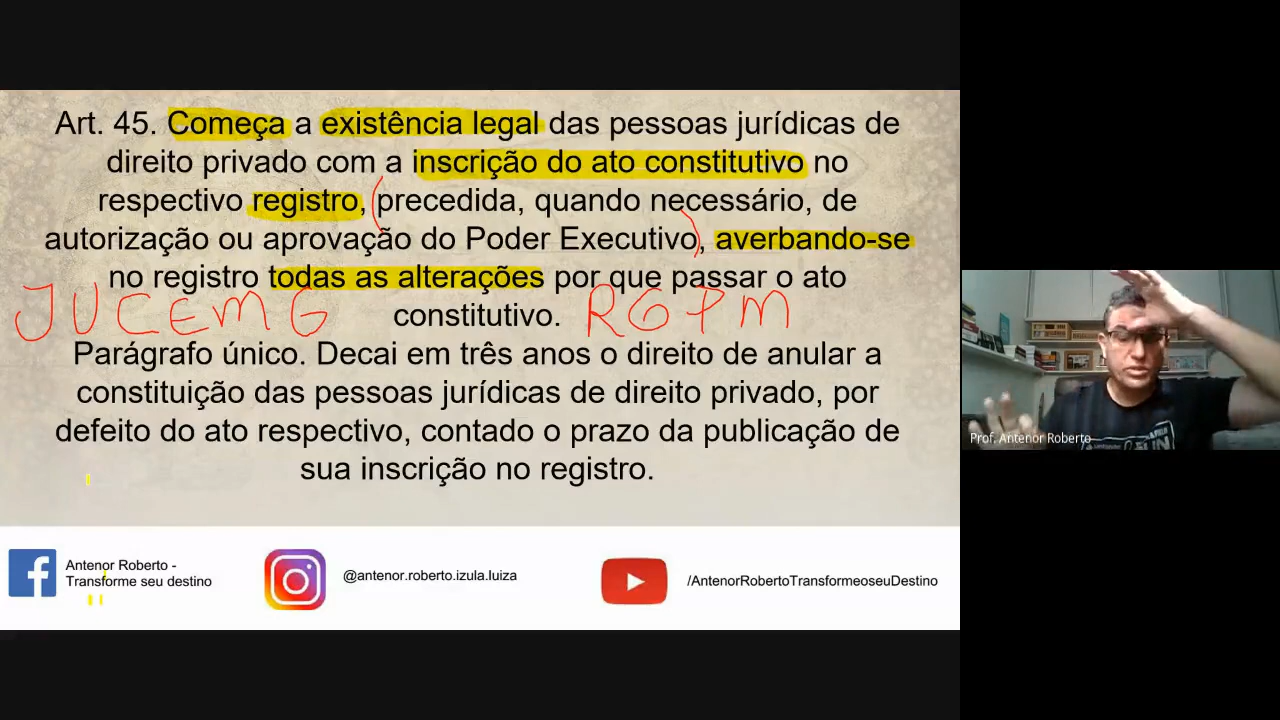 Art. 45. Começa a existência legal das pessoas jurídicas de
direito privado com a inscrição do ato constitutivo no
respectivo registro, (precedida, quando necessário, de
autorização ou aprovação do Poder Executivo), averbando-se
no registro todas as alterações por que passar o ato
JUCEMG constitutivo. RGPM
Parágrafo único. Decai em três anos o direito de anular a
constituição das pessoas jurídicas de direito privado, por
defeito do ato respectivo, contado o prazo da publicação de
sua inscrição no registro.
Antenor Roberto -
Transforme seu destino
@antenor.roberto.izula.luiza
/AntenorRobertoTransformeoseuDestino
Prof. Antenor Roberto